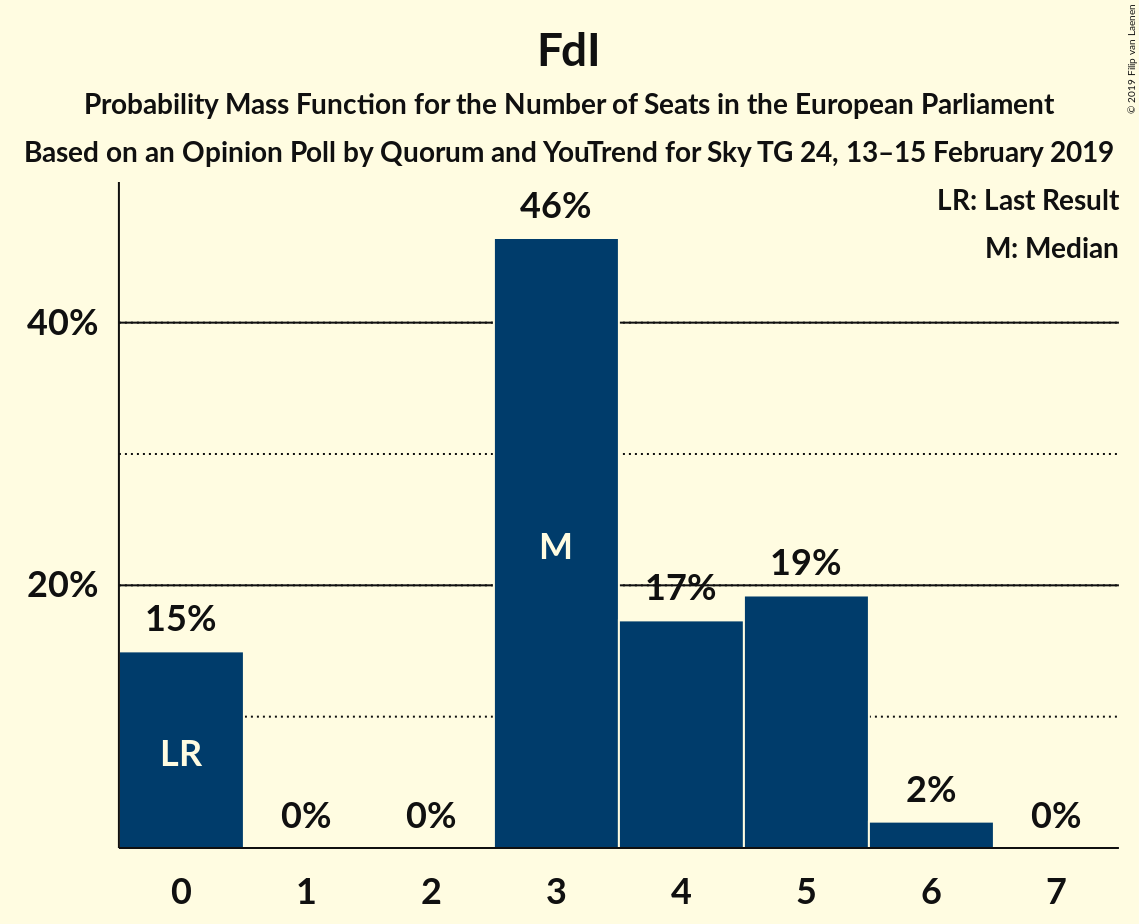 FdI
Probability Mass Function for the Number of Seats in the European Parliament
Based on an Opinion Poll by Quorum and YouTrend for Sky TG 24, 13–15 February 2019
© 2019 Filip van Laenen
LR: Last Result
M: Median
46%
40%
M
20%
19%
17%
15%
LR
0%
0%
2%
0%
0 1 2 3 4 5 6 7